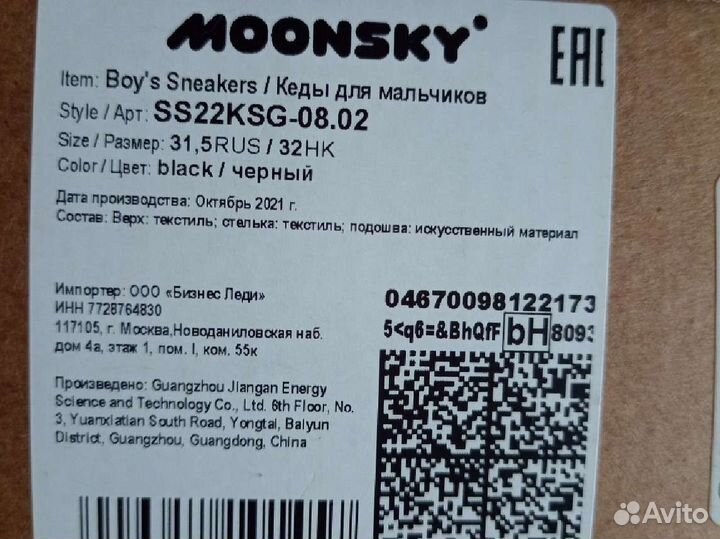 MOONSKY
EAC
Item: Boy's Sneakers / Кеды для мальчиков
Style / Арт: SS22KSG-08.02
Size / Размер: 31,5RUS / 32HK
Color / Цвет: black / черный
Дата производства: Октябрь 2021 г.
Состав: Верх: текстиль; стелька: текстиль; подошва: искусственный материал
Импортер: ООО «Бизнес Леди»
ИНН 7728764830
117105, г. Москва,Новоданиловская наб.
дом 4а, этаж 1, пом. I, ком. 55к
Произведено: Guangzhou Jiangan Energy
Science and Technology Co., Ltd. 6th Floor, No.
3, Yuanxiatian South Road, Yongtai, Baiyun
District, Guangzhou, Guangdong, China
04670098122173
5<q6=&BhQfF bH 8093
Avito